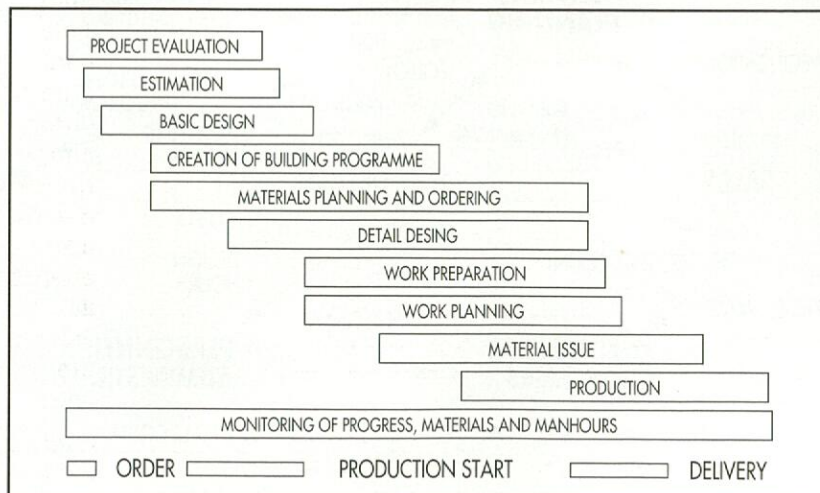 PROJECT EVALUATION
ESTIMATION
BASIC DESIGN
CREATION OF BUILDING PROGRAMME
MATERIALS PLANNING AND ORDERING
DETAIL DESING
WORK PREPARATION
WORK PLANNING
MATERIAL ISSUE
PRODUCTION
MONITORING OF PROGRESS, MATERIALS AND MANHOURS
ORDER PRODUCTION START DELIVERY